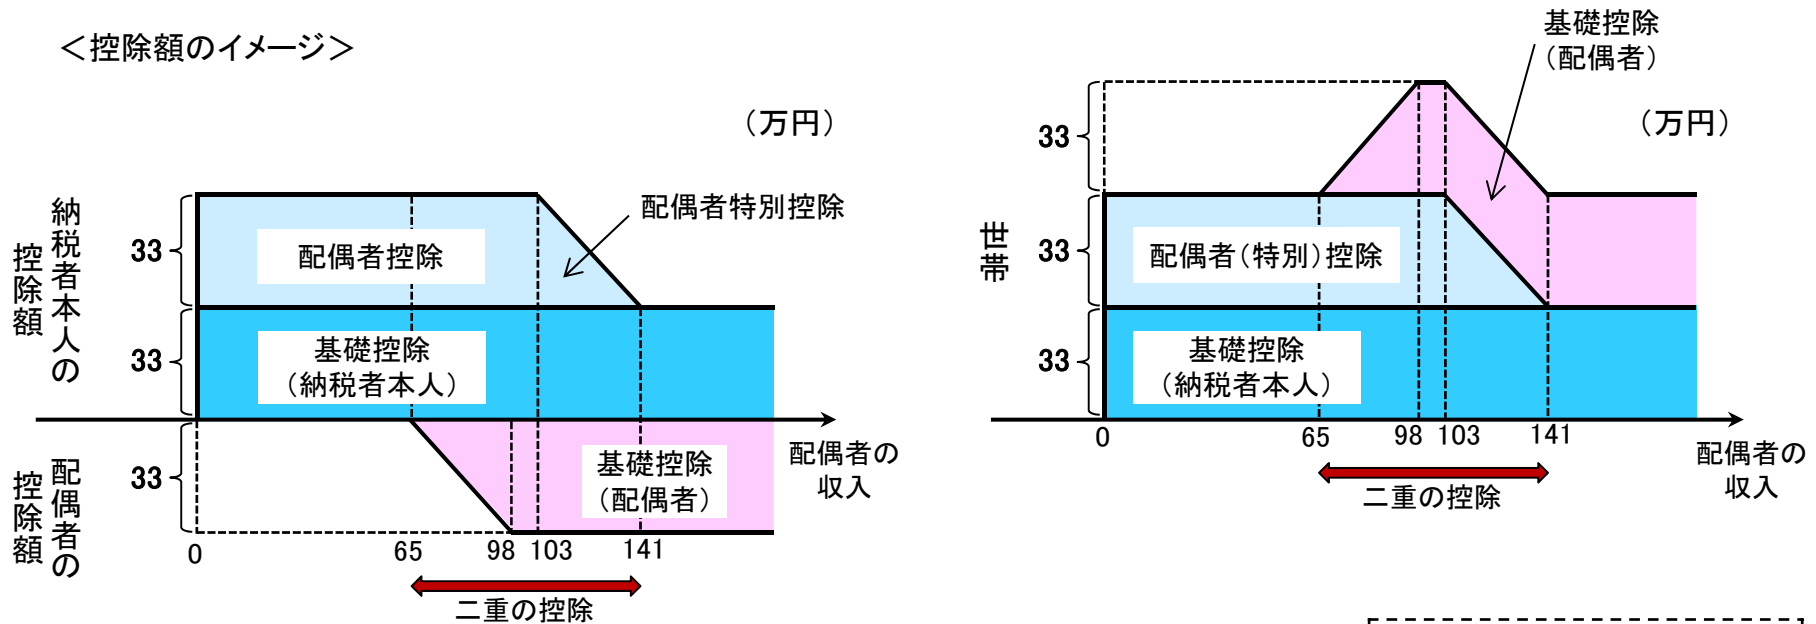 ＜控除額のイメージ＞
（万円）
納税者本人の
控除額
33
配偶者控除
配偶者特別控除
33
基礎控除
（納税者本人）
配偶者の
控除額
33
基礎控除
（配偶者）
配偶者の
収入
0
65
98
103
141
二重の控除
基礎控除
（配偶者）
（万円）
世帯
33
33
配偶者（特別）控除
33
基礎控除
（納税者本人）
0
65
98
103
141
配偶者の
収入
二重の控除